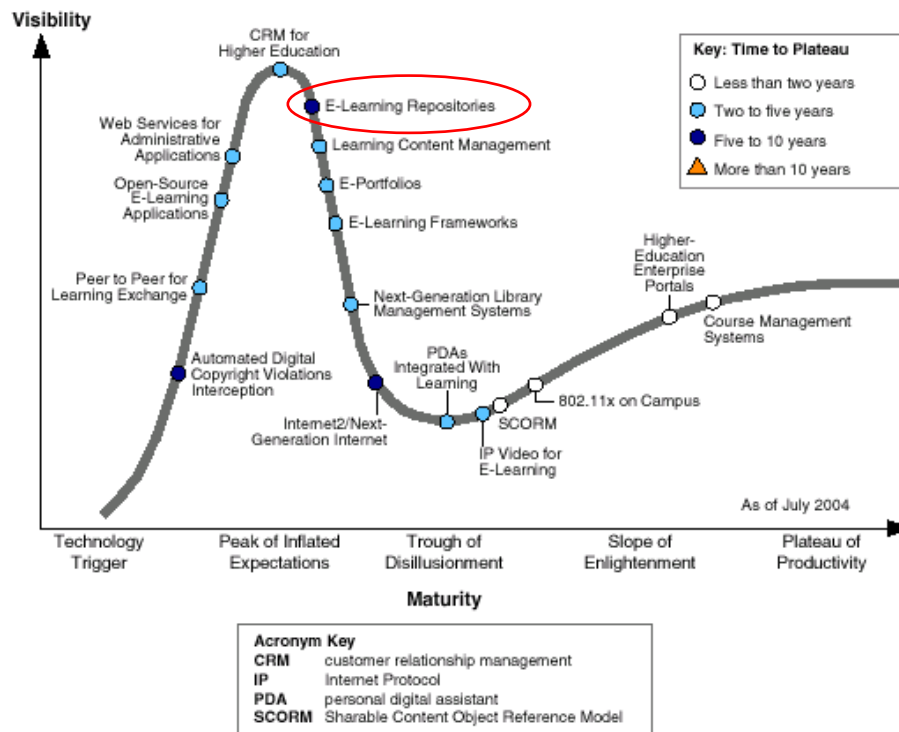 Visibility
CRM for
Higher Education
E-Learning Repositories
Web Services for
Administrative
Applications
Learning Content Management
Open-Source
E-Learning
Applications
E-Portfolios
E-Learning Frameworks
Peer to Peer for
Learning Exchange
Next-Generation Library
Management Systems
Automated Digital
Copyright Violations
Interception
Internet2/Next-
Generation Internet
PDAs
Integrated With
Learning
IP Video for
E-Learning
SCORM
802.11x on Campus
Higher-
Education
Enterprise
Portals
Course Management
Systems
Key: Time to Plateau
Less than two years
Two to five years
Five to 10 years
More than 10 years
As of July 2004
Technology
Trigger
Peak of Inflated
Expectations
Trough of
Disillusionment
Slope of
Enlightenment
Plateau of
Productivity
Maturity
Acronym Key
CRM customer relationship management
IP Internet Protocol
PDA personal digital assistant
SCORM Sharable Content Object Reference Model